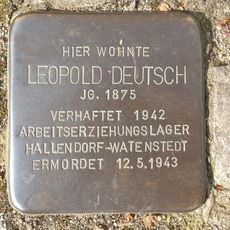 HIER WOHNTE
LEOPOLD DEUTSCH
JG. 1875
VERHAFTET 1942
ARBEITSERZIEHUNGSLAGER
HALLENDORF-WATENSTEDT
ERMORDET 12.5.1943